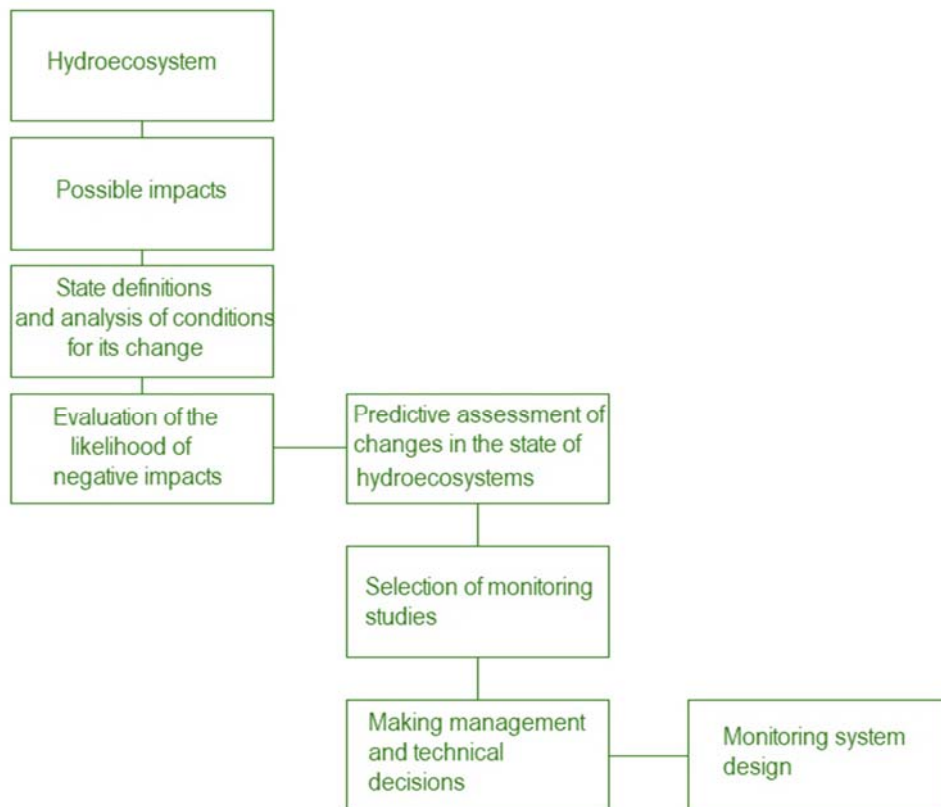 Hydroecosystem
Possible impacts
State definitions
and analysis of conditions
for its change
Evaluation of the
likelihood of
negative impacts
Predictive assessment of
changes in the state of
hydroecosystems
Selection of monitoring
studies
Making management
and technical
decisions
Monitoring system
design